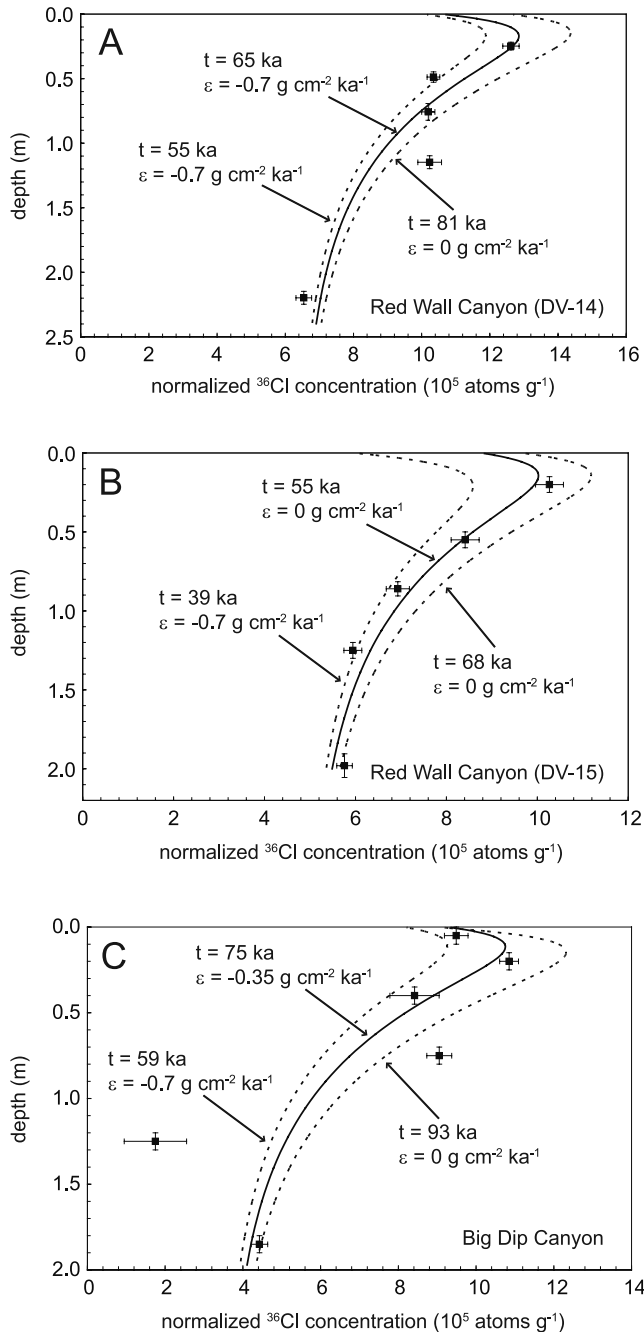 A
0.0
0.5
1.0
1.5
2.0
2.5
depth (m)
t = 65 ka
ε = -0.7 g cm⁻² ka⁻¹
t = 55 ka
ε = -0.7 g cm⁻² ka⁻¹
t = 81 ka
ε = 0 g cm⁻² ka⁻¹
Red Wall Canyon (DV-14)
0 2 4 6 8 10 12 14 16
normalized ³⁶Cl concentration (10⁵ atoms g⁻¹)
B
0.0
0.5
1.0
1.5
2.0
depth (m)
t = 55 ka
ε = 0 g cm⁻² ka⁻¹
t = 39 ka
ε = -0.7 g cm⁻² ka⁻¹
t = 68 ka
ε = 0 g cm⁻² ka⁻¹
Red Wall Canyon (DV-15)
0 2 4 6 8 10 12
normalized ³⁶Cl concentration (10⁵ atoms g⁻¹)
C
0.0
0.5
1.0
1.5
2.0
depth (m)
t = 75 ka
ε = -0.35 g cm⁻² ka⁻¹
t = 59 ka
ε = -0.7 g cm⁻² ka⁻¹
t = 93 ka
ε = 0 g cm⁻² ka⁻¹
Big Dip Canyon
0 2 4 6 8 10 12 14
normalized ³⁶Cl concentration (10⁵ atoms g⁻¹)